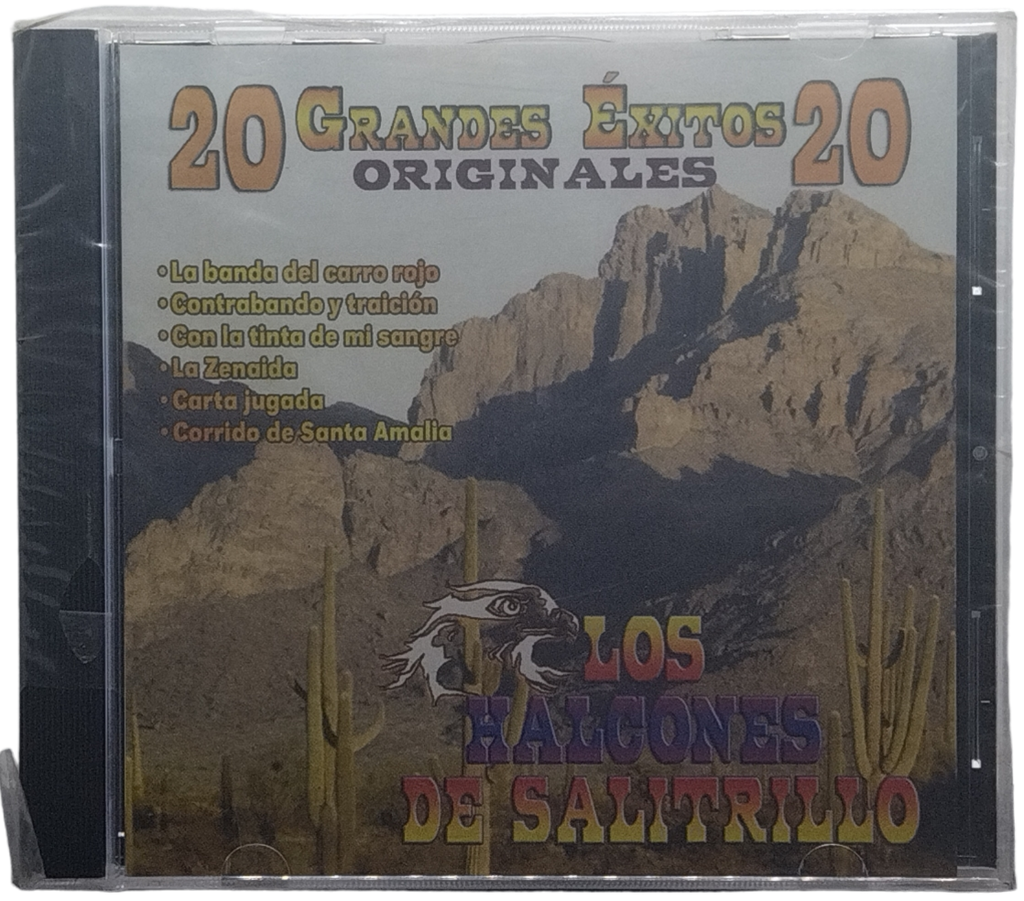 20 GRANDES ÉXITOS 20
ORIGINALES
• La banda del carro rojo
• Contrabando y traición
• Con la tinta de mi sangre
• La Zenaida
• Carta jugada
• Corrido de Santa Amalia
LOS
HALCONES
DE SALITRILLO